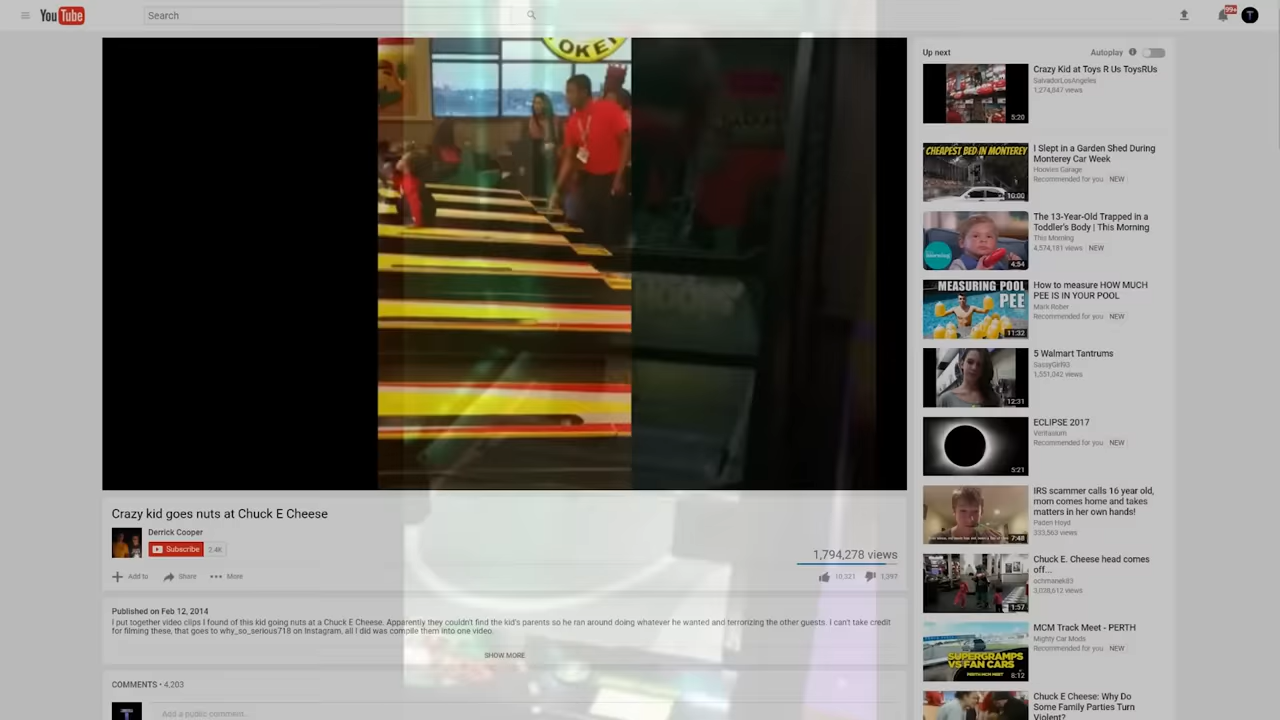 YouTube
Search
99+
T
OKE
Up next
Autoplay
Crazy Kid at Toys R Us ToysRUs
SalvadorLosAngeles
1,274,847 views
5:20
CHEAPEST BED IN MONTEREY
I Slept in a Garden Shed During
Monterey Car Week
Hoovies Garage
Recommended for you NEW
10:00
The 13-Year-Old Trapped in a
Toddler's Body | This Morning
This Morning
4,574,181 views NEW
4:54
MEASURING POOL
PEE
How to measure HOW MUCH
PEE IS IN YOUR POOL
Mark Rober
Recommended for you NEW
11:32
5 Walmart Tantrums
SassyGirl93
1,551,042 views
12:31
ECLIPSE 2017
Veritasium
Recommended for you NEW
5:21
IRS scammer calls 16 year old,
mom comes home and takes
matters in her own hands!
Paden Hoyd
333,563 views
7:48
Chuck E. Cheese head comes
off...
ochmanek83
3,028,612 views
1:57
MCM Track Meet - PERTH
Mighty Car Mods
Recommended for you NEW
SUPERGRAMPS
VS FAN CARS
PERTH MCM MEET
8:12
Chuck E Cheese: Why Do
Some Family Parties Turn
Violent?
Crazy kid goes nuts at Chuck E Cheese
Derrick Cooper
Subscribe 2.4K
1,794,278 views
Add to Share More
10,321 1,392
Published on Feb 12, 2014
I put together video clips I found of this kid going nuts at a Chuck E Cheese. Apparently they couldn't find the kid's parents so he ran around doing whatever he wanted and terrorizing the other guests. I can't take credit
for filming these, that goes to why_so_serious718 on Instagram, all I did was compile them into one video.
SHOW MORE
COMMENTS • 4,203
T
Add a public comment...